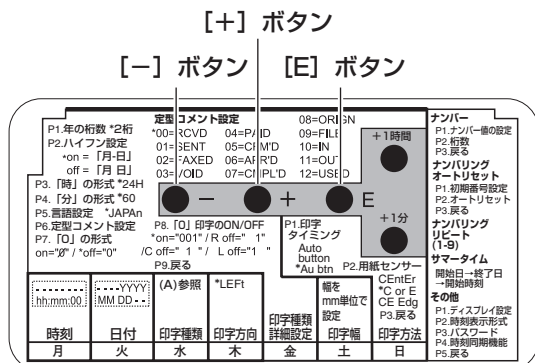 ［＋］ボタン
［－］ボタン ［E］ボタン
P1.年の桁数 *2桁
P2.ハイフン設定
*on = 「月-日」
off = 「月 日」
P3.「時」の形式 *24H
P4.「分」の形式 *60
P5.言語設定 *JAPAn
P6.定型コメント設定
P7.「0」の形式
on="Ø" / *off="0"
定型コメント設定
*00=RCVD 04=PAID 08=ORIGN
01=SENT 05=CFM'D 09=FILE
02=FAXED 06=APR'D 10=IN
03=VOID 07=CMPL'D 11=OUT
12=USED
－ ＋ E
+1時間
+1分
P8.「0」印字のON/OFF
*on="001" / R off=" 1"
/C off=" 1 " / L off="1 "
P9.戻る
P1.印字
タイミング
Auto
button
*Au btn
CEntEr
*C or E
P2.用紙センサー
*C or E
CE Edg
P3.戻る
ナンバー
P1.ナンバー値の設定
P2.桁数
P3.戻る
ナンバリング
オートリセット
P1.初期番号設定
P2.オートリセット
P3.戻る
ナンバリング
リピート
(1-9)
サマータイム
開始日→終了日
→開始時刻
その他
P1.ディスプレイ設定
P2.時刻表示形式
P3.パスワード
P4.時刻同期機能
P5.戻る
hh:mm:00
YYYY
MM DD
(A)参照
*LEFt
幅を
mm単位で
設定
時刻 日付 印字種類 印字方向 印字種類
詳細設定 印字幅 印字方法
月 火 水 木 金 土 日